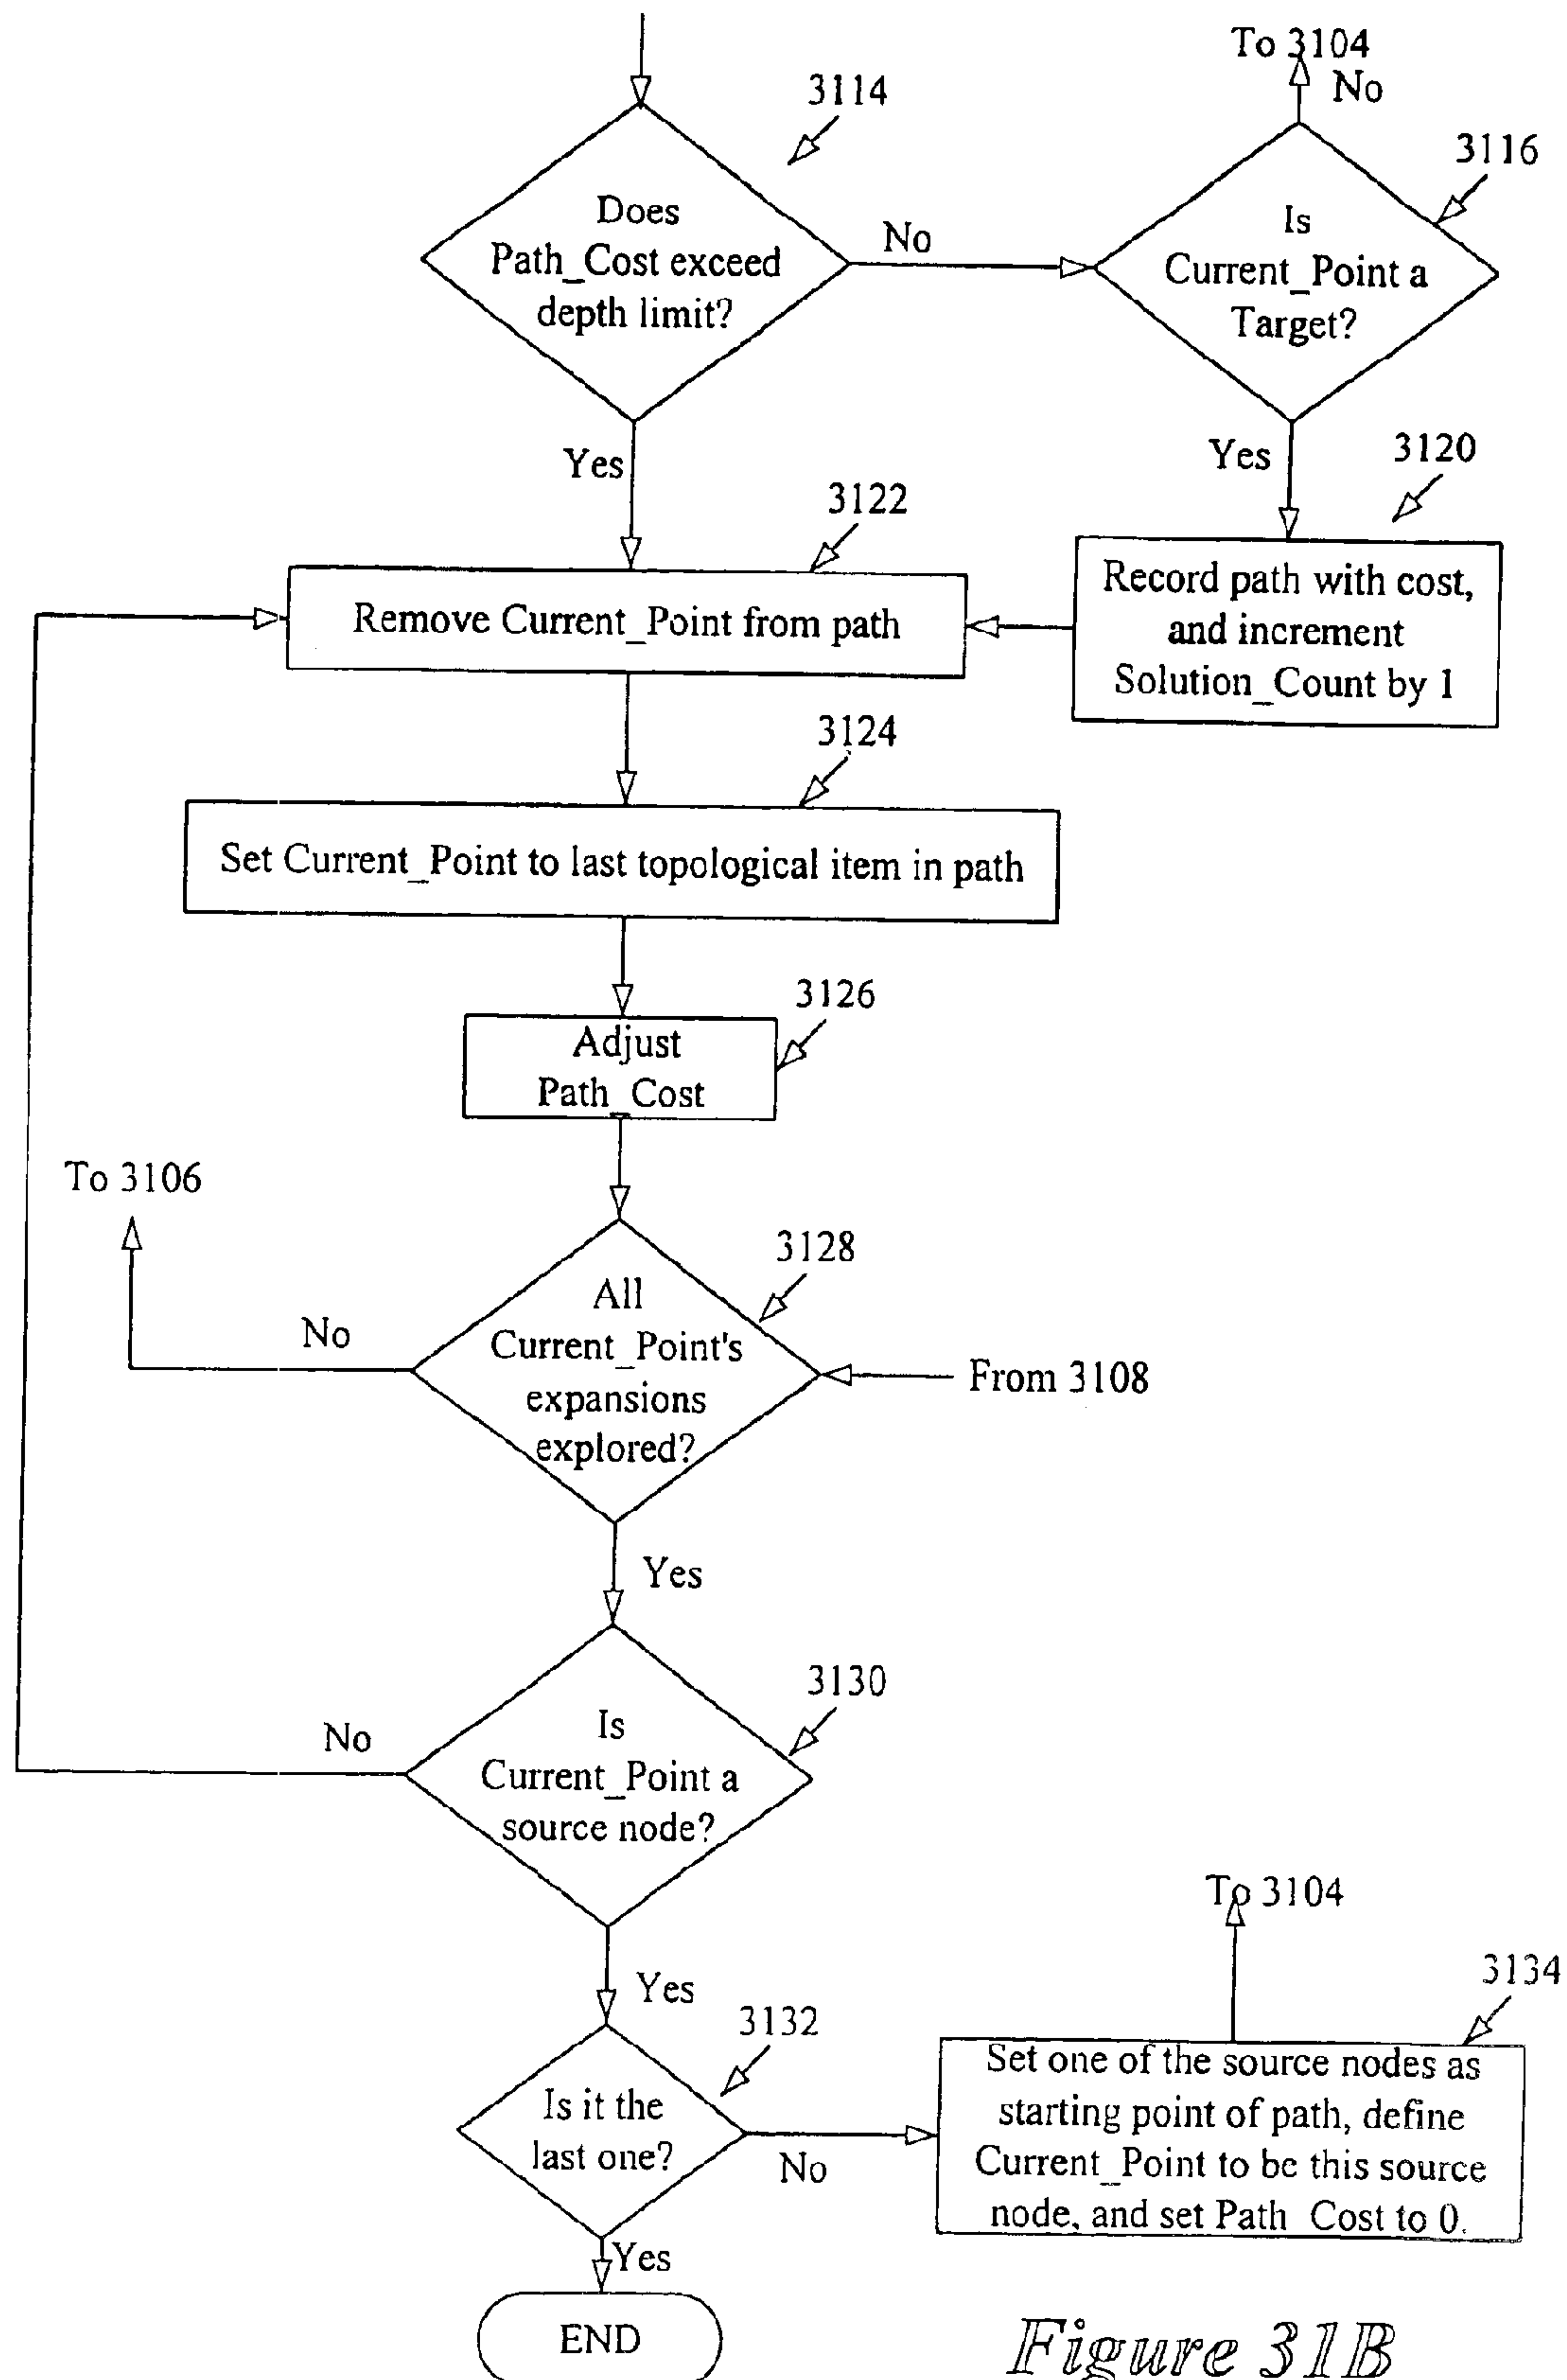 To 3104
No
3114
3116
Does
Path_Cost exceed
depth limit?
No
Is
Current_Point a
Target?
Yes
Yes
3120
3122
Remove Current_Point from path
Record path with cost,
and increment
Solution_Count by 1
3124
Set Current_Point to last topological item in path
3126
Adjust
Path_Cost
To 3106
3128
All
Current_Point's
expansions
explored?
No
From 3108
Yes
3130
Is
Current_Point a
source node?
No
To 3104
Yes
3134
3132
Is it the
last one?
No
Set one of the source nodes as
starting point of path, define
Current_Point to be this source
node, and set Path_Cost to 0.
Yes
END
Figure 31B